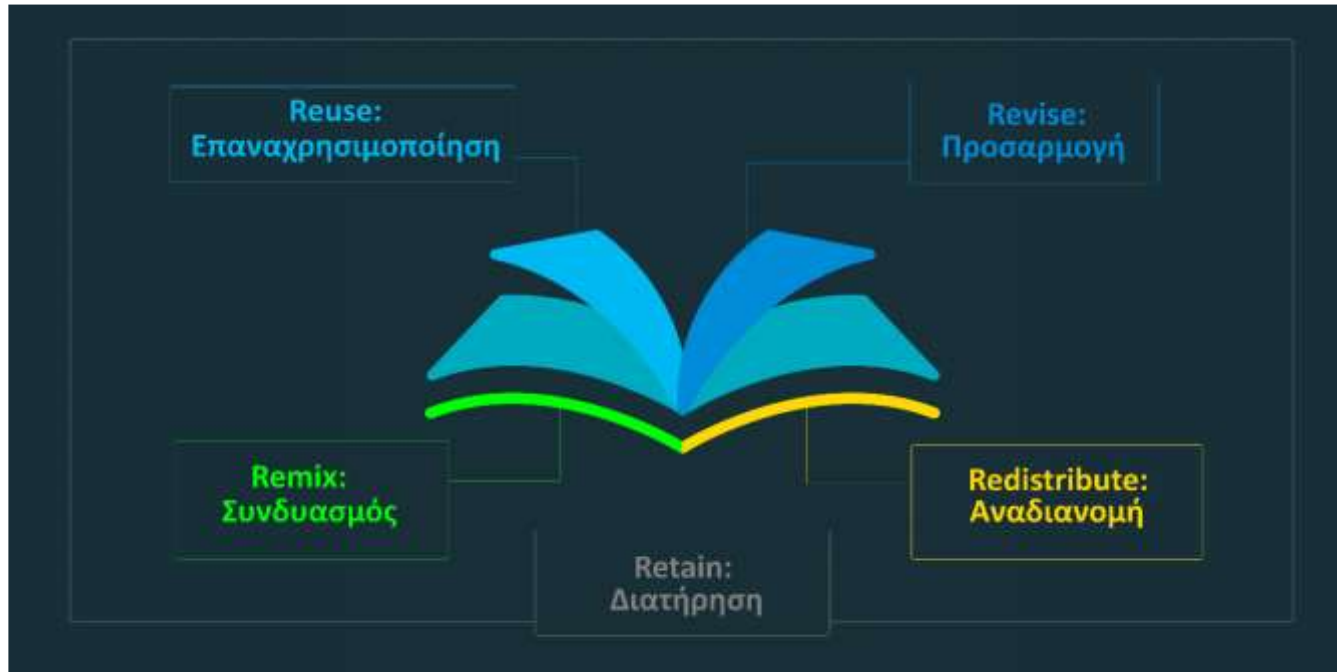 Reuse:
Επαναχρησιμοποίηση
Revise:
Προσαρμογή
Remix:
Συνδυασμός
Redistribute:
Αναδιανομή
Retain:
Διατήρηση